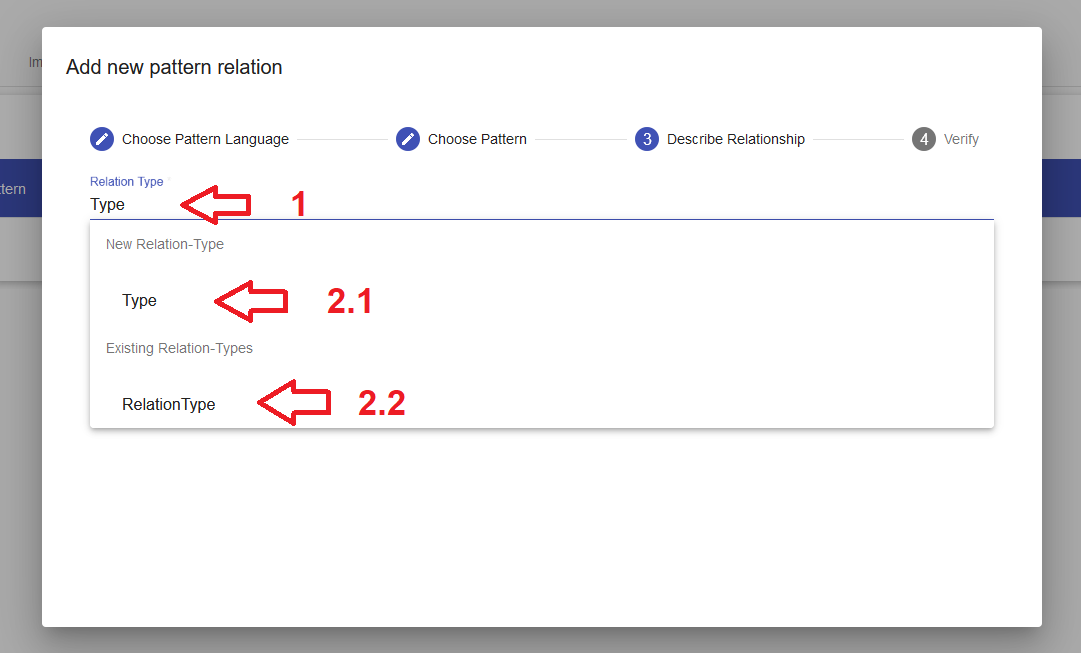 Add new pattern relation
Im
Choose Pattern Language
Choose Pattern
3 Describe Relationship
4 Verify
Relation Type
ttern
Type
1
New Relation-Type
Type
2.1
Existing Relation-Types
RelationType
2.2